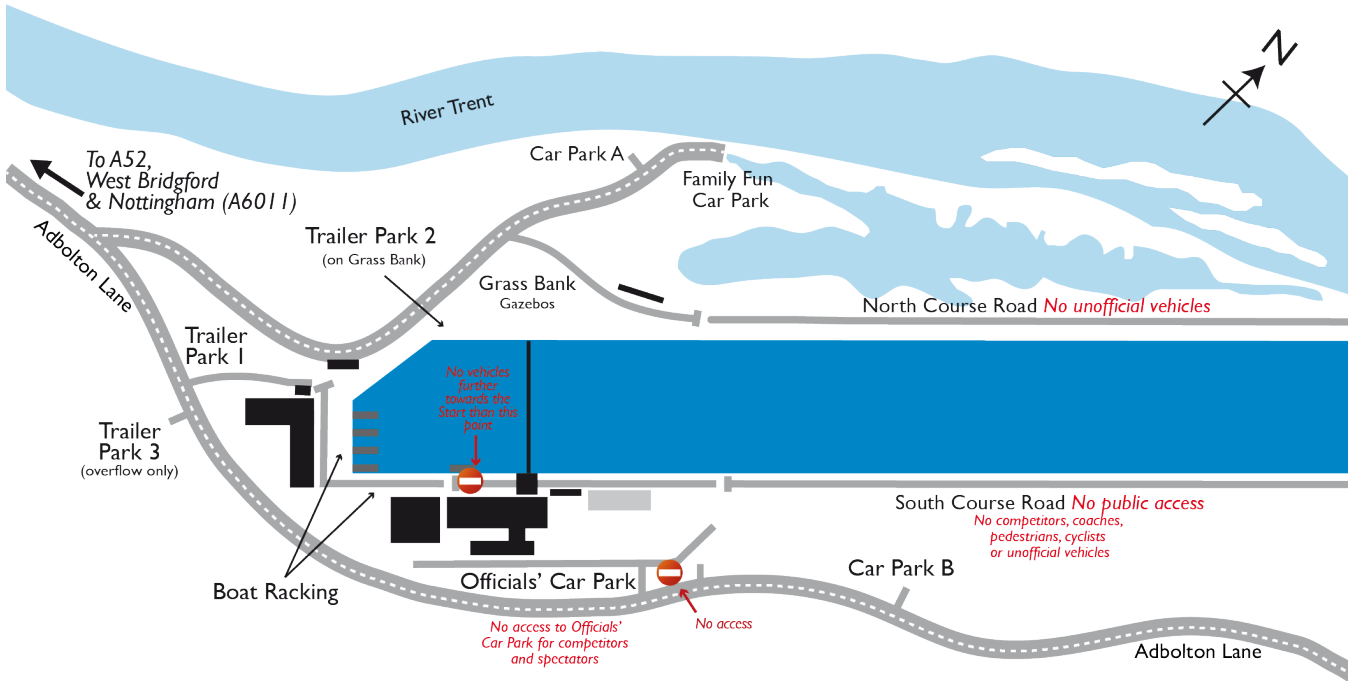 N
River Trent
To A52,
West Bridgford
& Nottingham (A6011)
Car Park A
Family Fun
Car Park
Adbolton Lane
Trailer Park 2
(on Grass Bank)
Grass Bank
Gazebos
North Course Road No unofficial vehicles
Trailer
Park 1
No vehicles
further
towards the
Start than this
point
Trailer
Park 3
(overflow only)
South Course Road No public access
No competitors, coaches,
pedestrians, cyclists
or unofficial vehicles
Boat Racking
Officials' Car Park
Car Park B
No access to Officials'
Car Park for competitors
and spectators
No access
Adbolton Lane